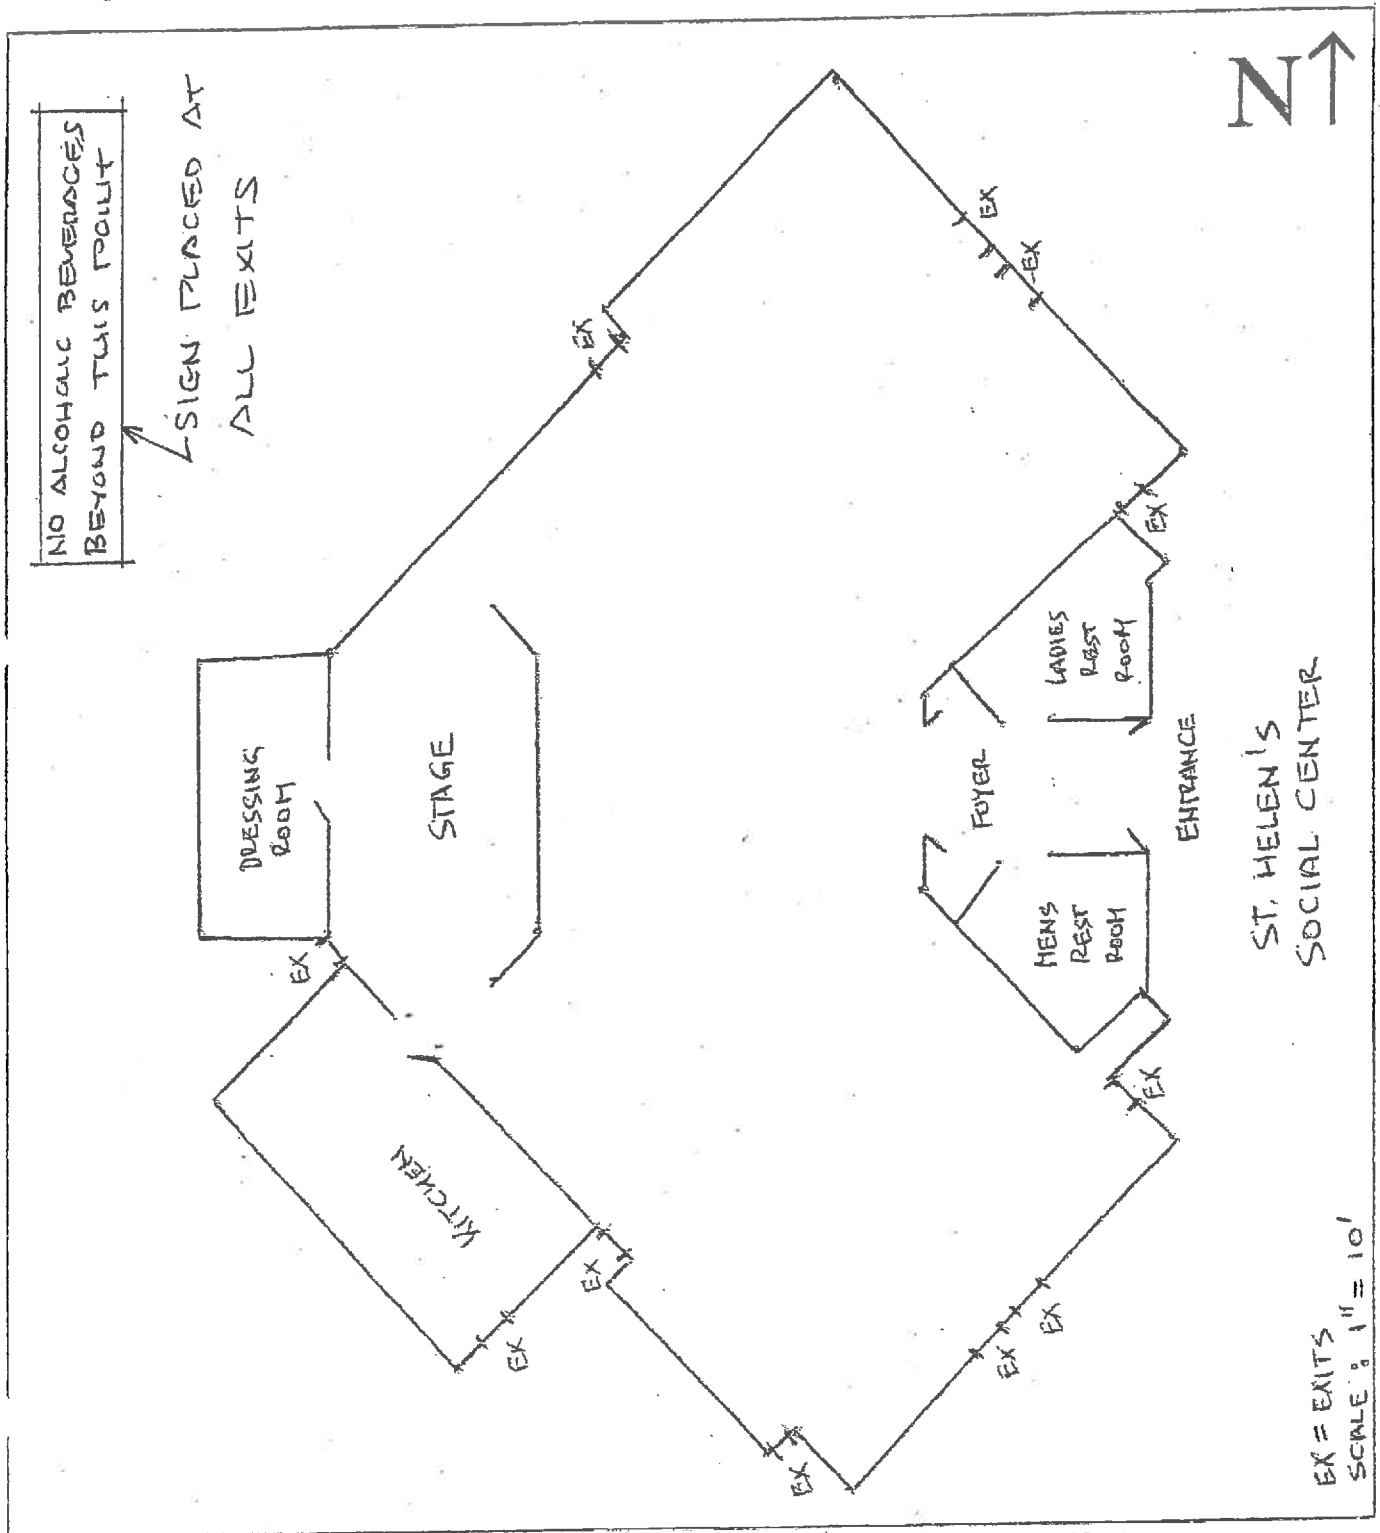 N
NO ALCOHOLIC BEVERAGES
BEYOND THIS POINT
SIGN PLACED AT
ALL EXITS
EX
EX
EX
EX
DRESSING
ROOM
STAGE
LADIES
REST
ROOM
FOYER
ENTRANCE
MENS
REST
ROOM
EX
KITCHEN
EX
EX
EX
EX
EX
EX
ST. HELEN'S
SOCIAL CENTER
EX = EXITS
SCALE: 1" = 10'